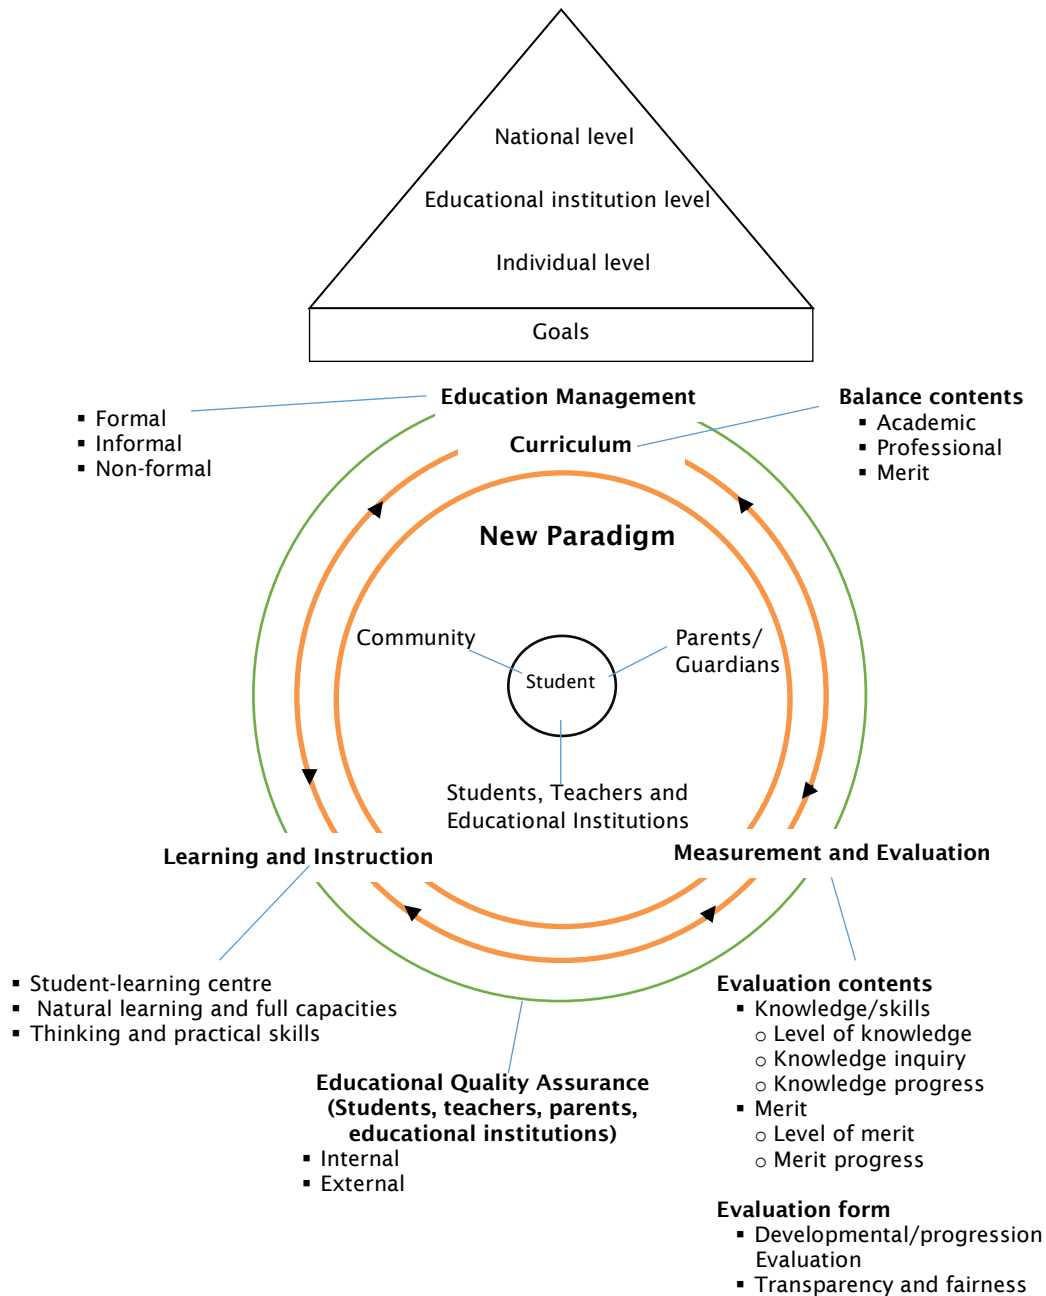 National level
Educational institution level
Individual level
Goals
Education Management
▪ Formal
▪ Informal
▪ Non-formal
Curriculum
Balance contents
▪ Academic
▪ Professional
▪ Merit
New Paradigm
Community
Parents/
Guardians
Student
Students, Teachers and
Educational Institutions
Learning and Instruction
Measurement and Evaluation
▪ Student-learning centre
▪ Natural learning and full capacities
▪ Thinking and practical skills
Educational Quality Assurance
(Students, teachers, parents,
educational institutions)
▪ Internal
▪ External
Evaluation contents
▪ Knowledge/skills
o Level of knowledge
o Knowledge inquiry
o Knowledge progress
▪ Merit
o Level of merit
o Merit progress
Evaluation form
▪ Developmental/progression
Evaluation
▪ Transparency and fairness